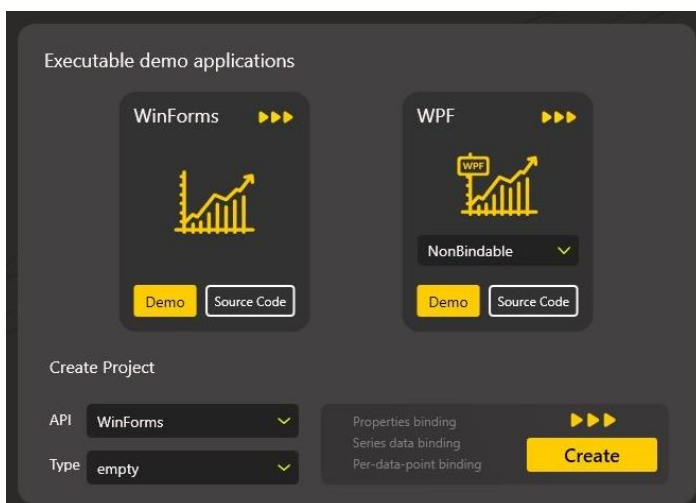 Executable demo applications
WinForms
WPF
WPF
NonBindable
Demo
Source Code
Demo
Source Code
Create Project
API
WinForms
Type
empty
Properties binding
Series data binding
Per-data-point binding
Create